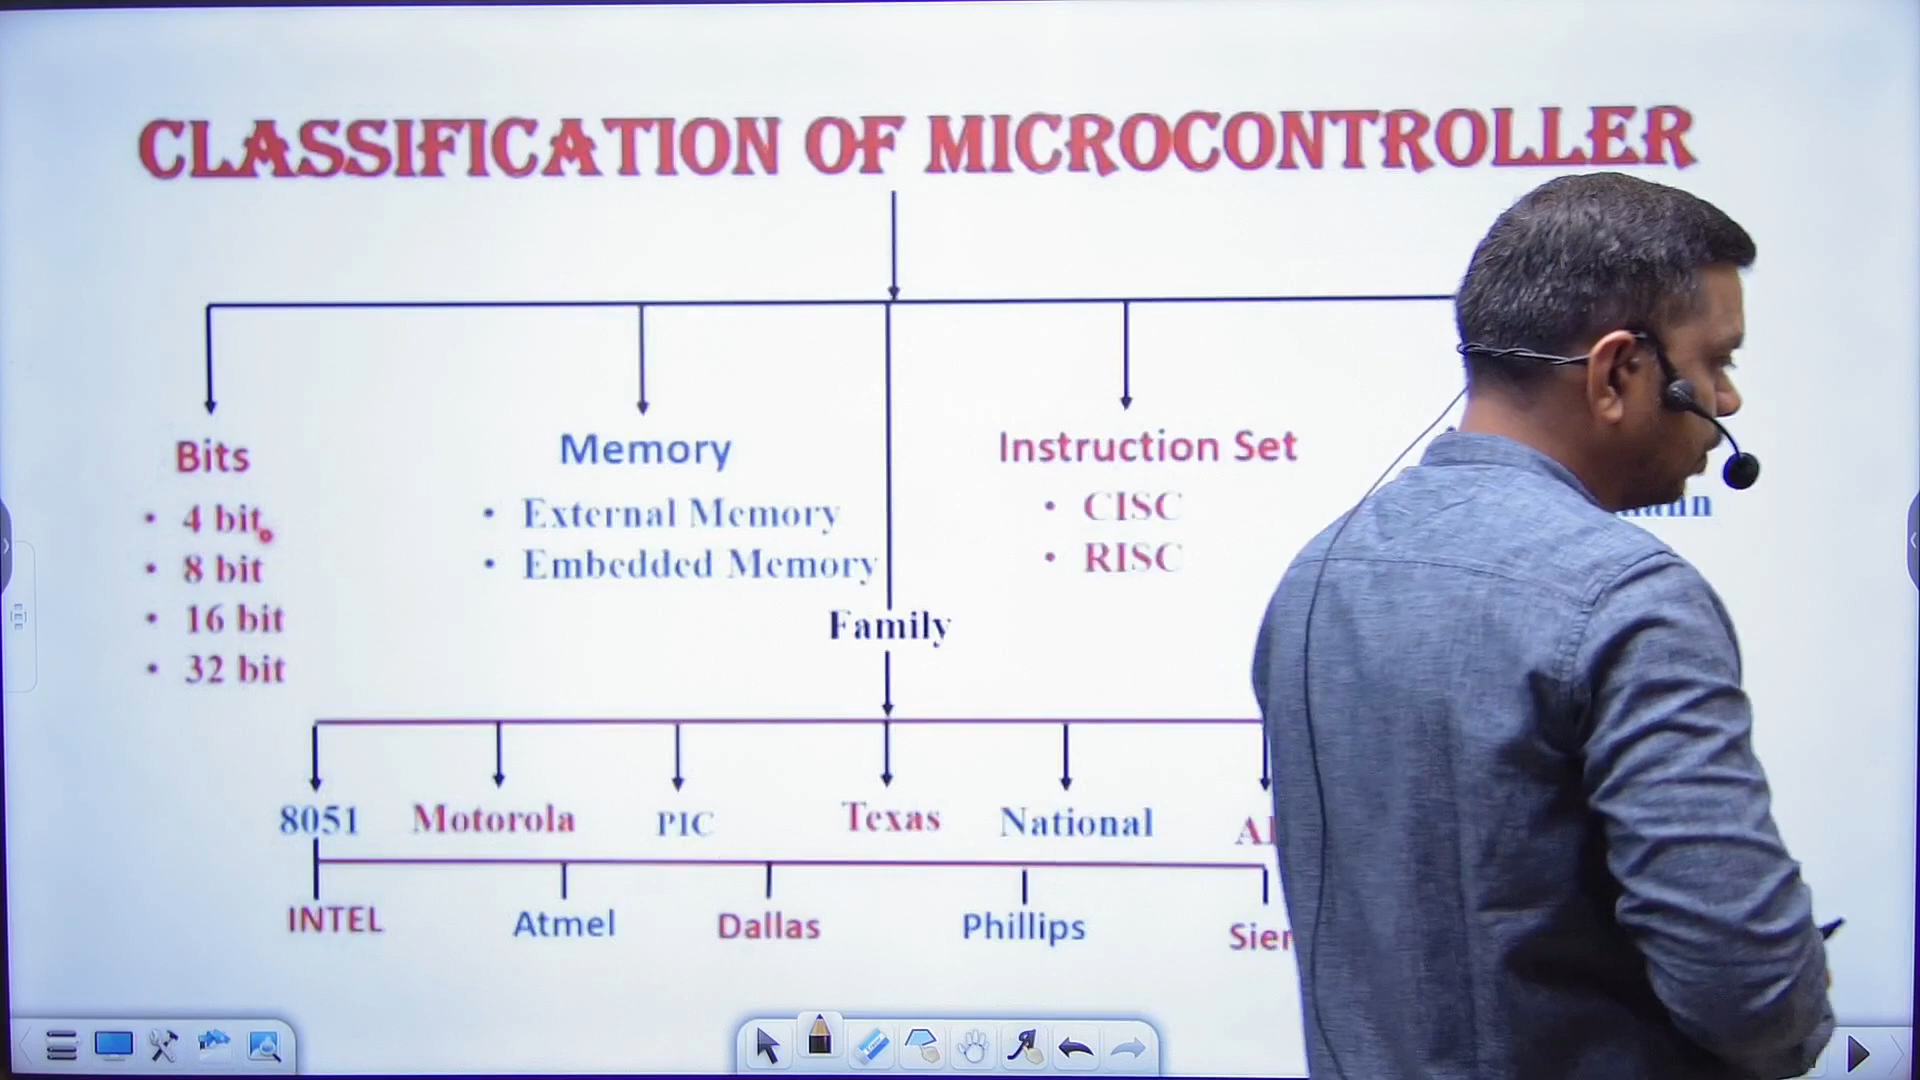 CLASSIFICATION OF MICROCONTROLLER
Bits
• 4 bit
• 8 bit
• 16 bit
• 32 bit
Memory
• External Memory
• Embedded Memory
Instruction Set
• CISC
• RISC
Family
8051 Motorola PIC Texas National
INTEL Atmel Dallas Phillips